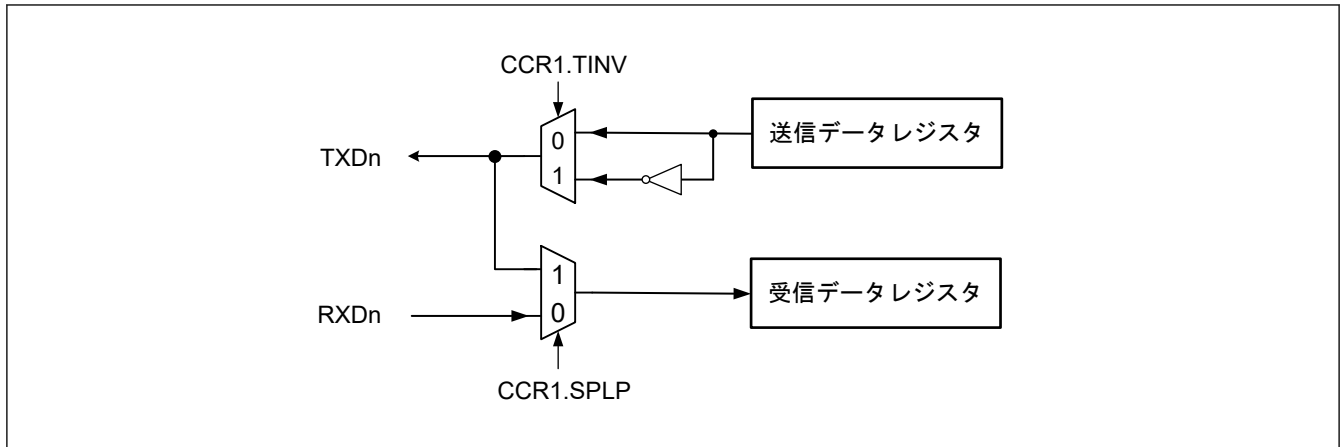 CCR1.TINV
送信データレジスタ
0
TXDn
1
1
受信データレジスタ
RXDn
0
CCR1.SPLP